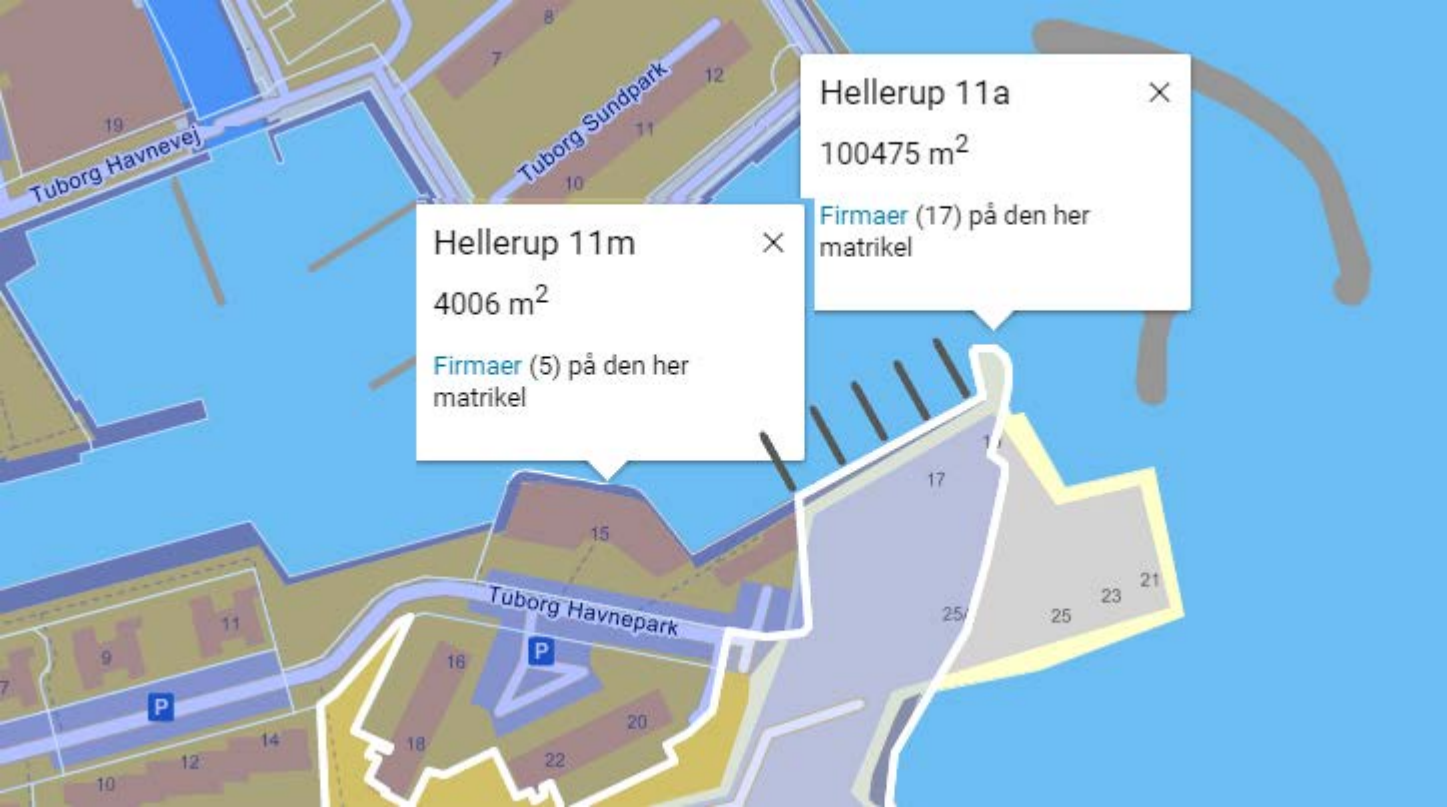 8
7
12
Tuborg Sundpark
11
10
19
Tuborg Havnevej
Hellerup 11a
100475 m²
Firmaer (17) på den her
matrikel
Hellerup 11m
4006 m²
Firmaer (5) på den her
matrikel
17
15
21
23
25
Tuborg Havnepark
P
11
9
7
16
20
18
22
P
14
12
10